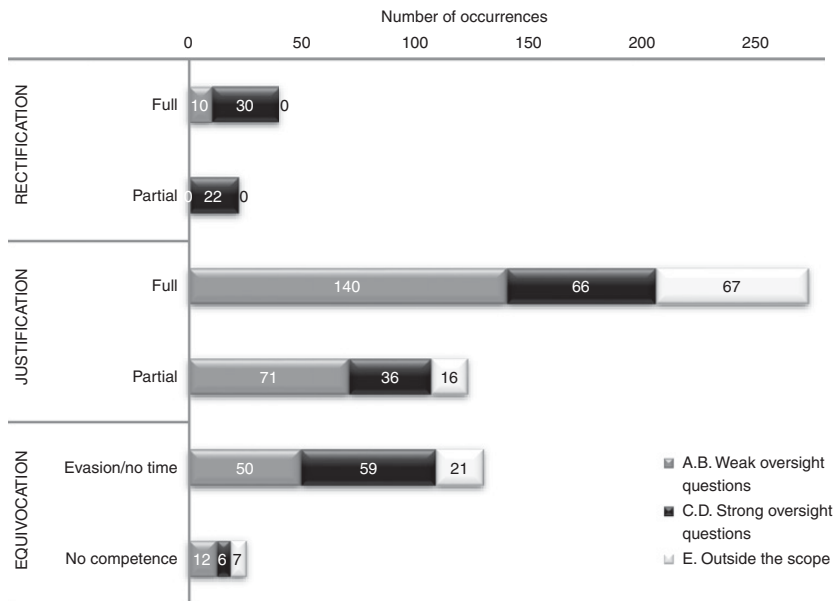 Number of occurrences
0 50 100 150 200 250
RECTIFICATION
Full 10 30 0
Partial 0 22 0
JUSTIFICATION
Full 140 66 67
Partial 71 36 16
EQUIVOCATION
Evasion/no time 50 59 21
No competence 12 6 7
A.B. Weak oversight
questions
C.D. Strong oversight
questions
E. Outside the scope